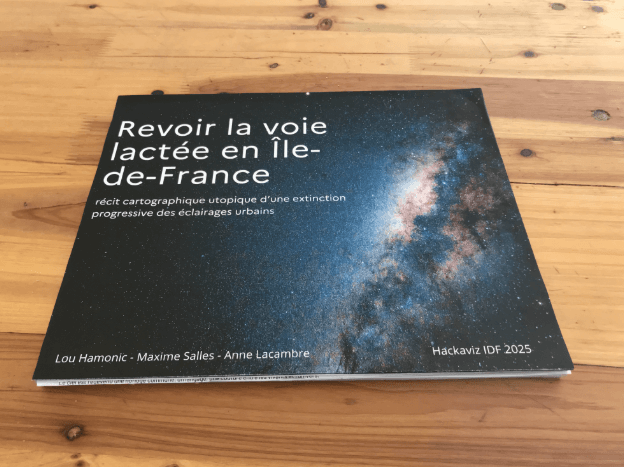 Revoir la voie
lactée en Île-
de-France
récit cartographique utopique d'une extinction
progressive des éclairages urbains
Lou Hamonic - Maxime Salles - Anne Lacambre
Hackaviz IDF 2025